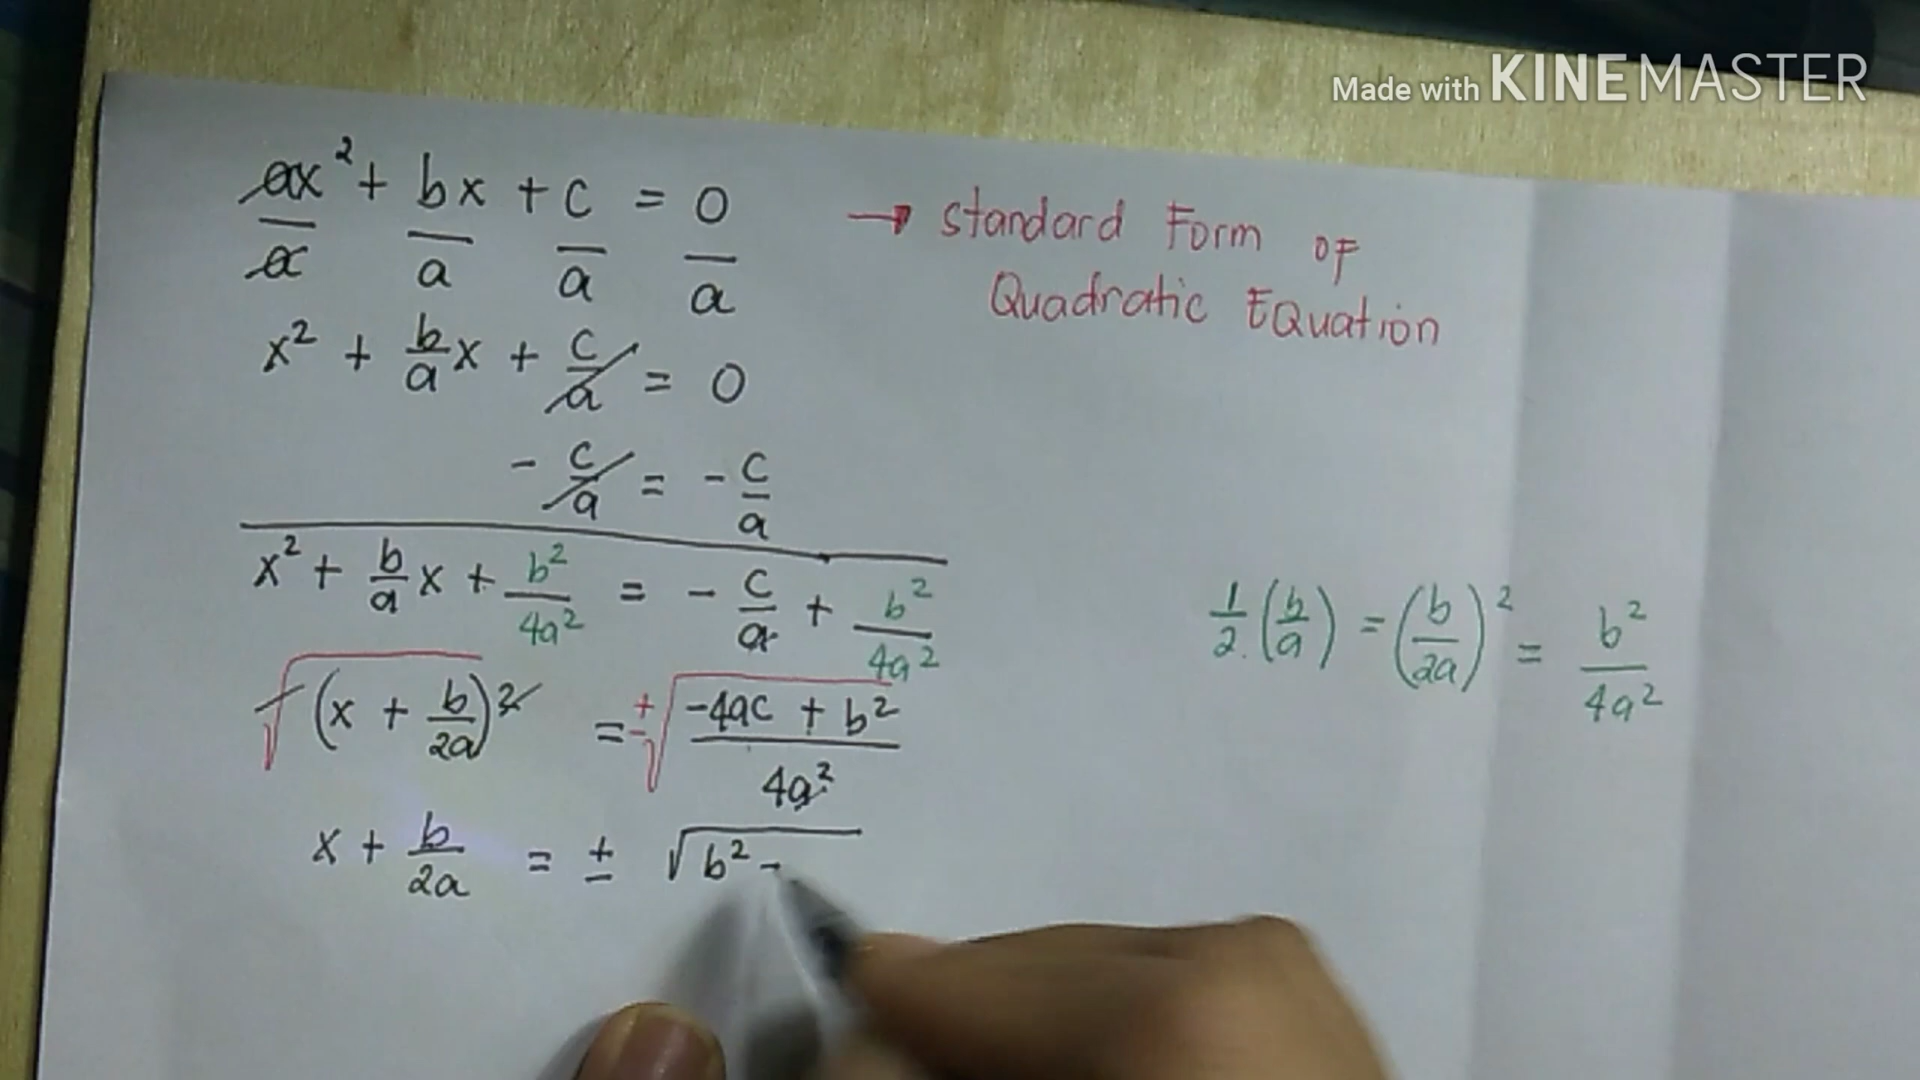 Made with KINEMASTER
ax² + bx + c = 0 → Standard Form of
a a a a Quadratic Equation
x² + b/a x + c/a = 0
- c/a = - c/a
x² + b/a x + b²/4a² = - c/a + b²/4a²
1/2 (b/a) = (b/2a)² = b²/4a²
√(x + b/2a)² = ±√-4ac + b²/4a²
x + b/2a = ± √b² -